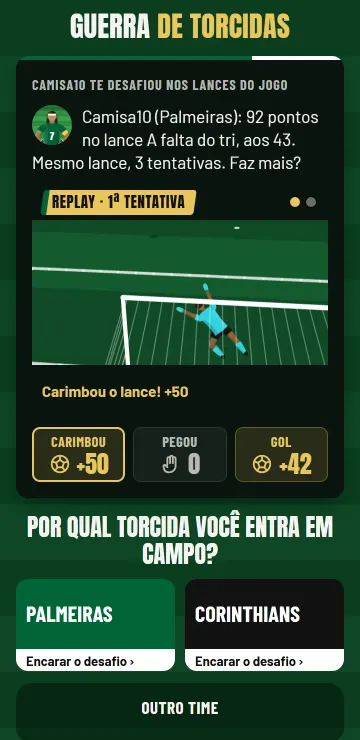 GUERRA DE TORCIDAS
CAMISA10 TE DESAFIOU NOS LANCES DO JOGO
7
Camisa10 (Palmeiras): 92 pontos
no lance A falta do tri, aos 43.
Mesmo lance, 3 tentativas. Faz mais?
REPLAY · 1ª TENTATIVA
Carimbou o lance! +50
CARIMBOU
+50
PEGOU
0
GOL
+42
POR QUAL TORCIDA VOCÊ ENTRA EM
CAMPO?
PALMEIRAS
Encarar o desafio ›
CORINTHIANS
Encarar o desafio ›
OUTRO TIME